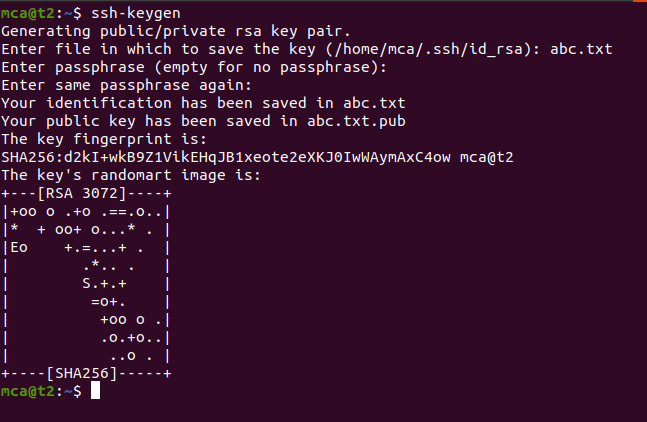 mca@t2:~$ ssh-keygen
Generating public/private rsa key pair.
Enter file in which to save the key (/home/mca/.ssh/id_rsa): abc.txt
Enter passphrase (empty for no passphrase):
Enter same passphrase again:
Your identification has been saved in abc.txt
Your public key has been saved in abc.txt.pub
The key fingerprint is:
SHA256:d2kI+wkB9Z1VikEHqJB1xeote2eXKJ0IwWAymAxC4ow mca@t2
The key's randomart image is:
+---[RSA 3072]----+
|+oo o .+o .==.o..|
|*  + oo+ o...* . |
|Eo    +.=...+ .  |
|        .*.. .   |
|        S.+.+    |
|         =o+.    |
|          +oo o .|
|          .o.+o..|
|           ..o . |
+----[SHA256]-----+
mca@t2:~$